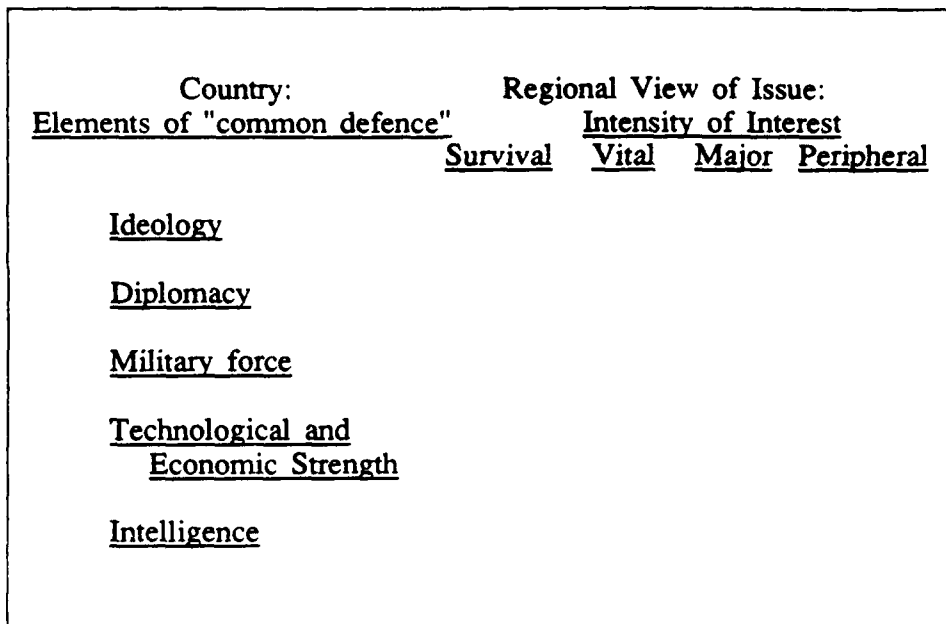 Country: Regional View of Issue:
Elements of "common defence" Intensity of Interest
Survival Vital Major Peripheral
Ideology
Diplomacy
Military force
Technological and
Economic Strength
Intelligence